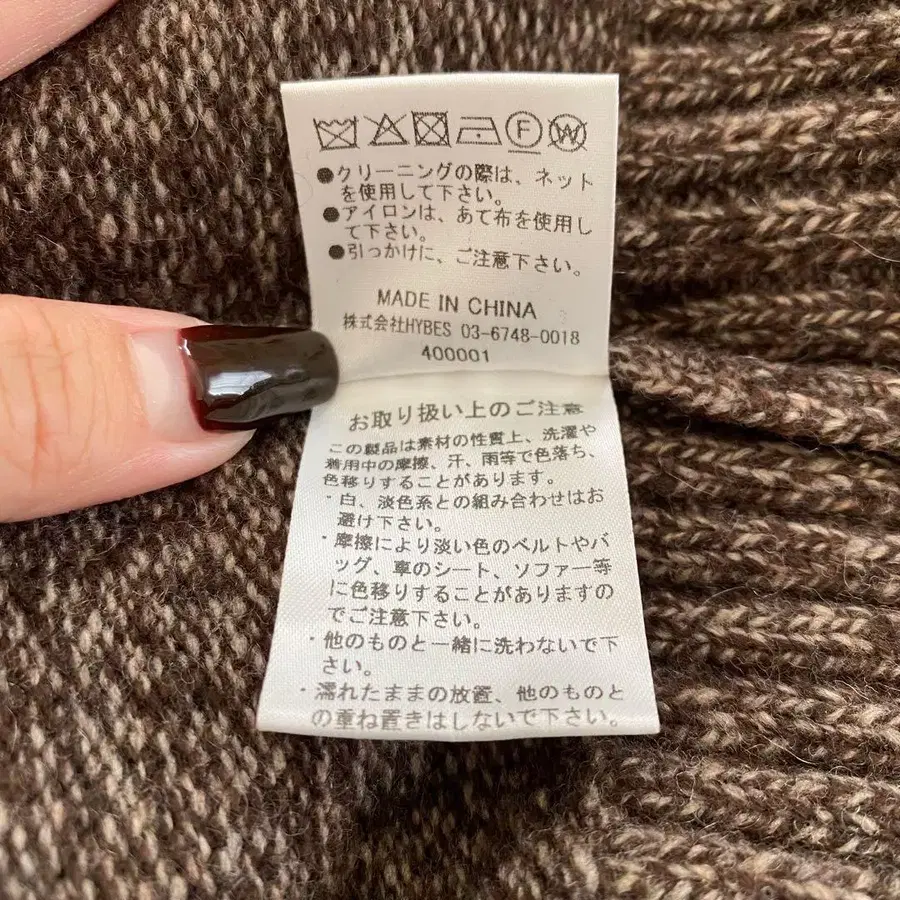 F W
●クリーニングの際は、ネット
を使用して下さい。
●アイロンは、あて布を使用し
て下さい。
●引っかけに、ご注意下さい。
MADE IN CHINA
株式会社HYBES 03-6748-0018
400001
お取り扱い上のご注意
この製品は素材の性質上、洗濯や
着用中の摩擦、汗、雨等で色落ち、
色移りすることがあります。
・白、淡色系との組み合わせはお
避け下さい。
・摩擦により淡い色のベルトやバ
ッグ、車のシート、ソファー等
に色移りすることがありますの
でご注意下さい。
・他のものと一緒に洗わないで下
さい。
・濡れたままの放置、他のものと
の重ね置きはしないで下さい。